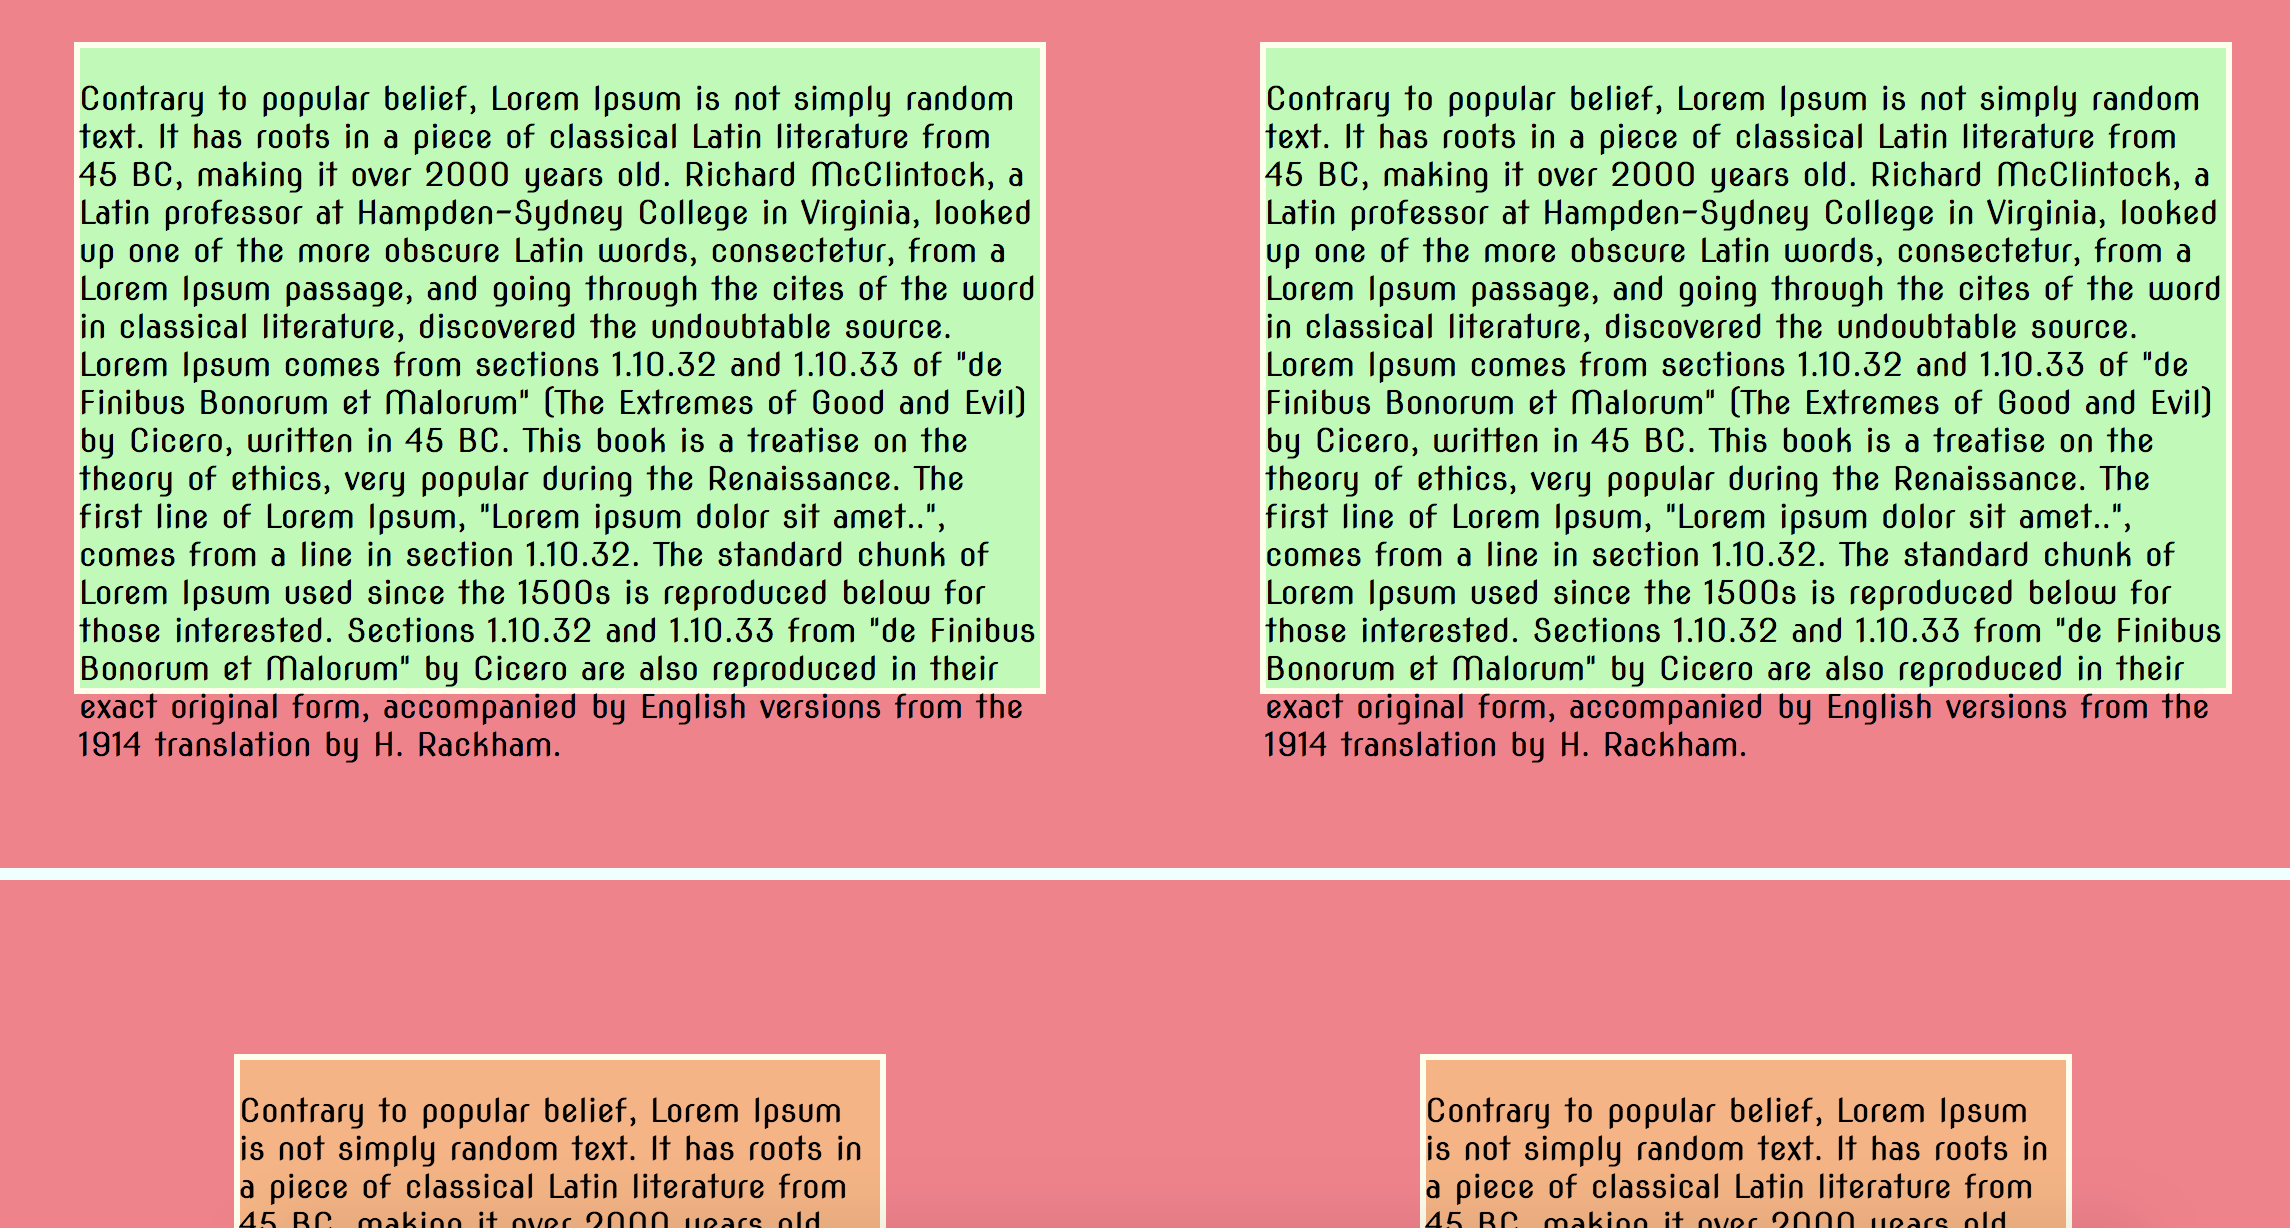 Contrary to popular belief, Lorem Ipsum is not simply random
text. It has roots in a piece of classical Latin literature from
45 BC, making it over 2000 years old. Richard McClintock, a
Latin professor at Hampden-Sydney College in Virginia, looked
up one of the more obscure Latin words, consectetur, from a
Lorem Ipsum passage, and going through the cites of the word
in classical literature, discovered the undoubtable source.
Lorem Ipsum comes from sections 1.10.32 and 1.10.33 of "de
Finibus Bonorum et Malorum" (The Extremes of Good and Evil)
by Cicero, written in 45 BC. This book is a treatise on the
theory of ethics, very popular during the Renaissance. The
first line of Lorem Ipsum, "Lorem ipsum dolor sit amet..",
comes from a line in section 1.10.32. The standard chunk of
Lorem Ipsum used since the 1500s is reproduced below for
those interested. Sections 1.10.32 and 1.10.33 from "de Finibus
Bonorum et Malorum" by Cicero are also reproduced in their
exact original form, accompanied by English versions from the
1914 translation by H. Rackham.
Contrary to popular belief, Lorem Ipsum is not simply random
text. It has roots in a piece of classical Latin literature from
45 BC, making it over 2000 years old. Richard McClintock, a
Latin professor at Hampden-Sydney College in Virginia, looked
up one of the more obscure Latin words, consectetur, from a
Lorem Ipsum passage, and going through the cites of the word
in classical literature, discovered the undoubtable source.
Lorem Ipsum comes from sections 1.10.32 and 1.10.33 of "de
Finibus Bonorum et Malorum" (The Extremes of Good and Evil)
by Cicero, written in 45 BC. This book is a treatise on the
theory of ethics, very popular during the Renaissance. The
first line of Lorem Ipsum, "Lorem ipsum dolor sit amet..",
comes from a line in section 1.10.32. The standard chunk of
Lorem Ipsum used since the 1500s is reproduced below for
those interested. Sections 1.10.32 and 1.10.33 from "de Finibus
Bonorum et Malorum" by Cicero are also reproduced in their
exact original form, accompanied by English versions from the
1914 translation by H. Rackham.
Contrary to popular belief, Lorem Ipsum
is not simply random text. It has roots in
a piece of classical Latin literature from
45 BC, making it over 2000 years old.
Contrary to popular belief, Lorem Ipsum
is not simply random text. It has roots in
a piece of classical Latin literature from
45 BC, making it over 2000 years old.